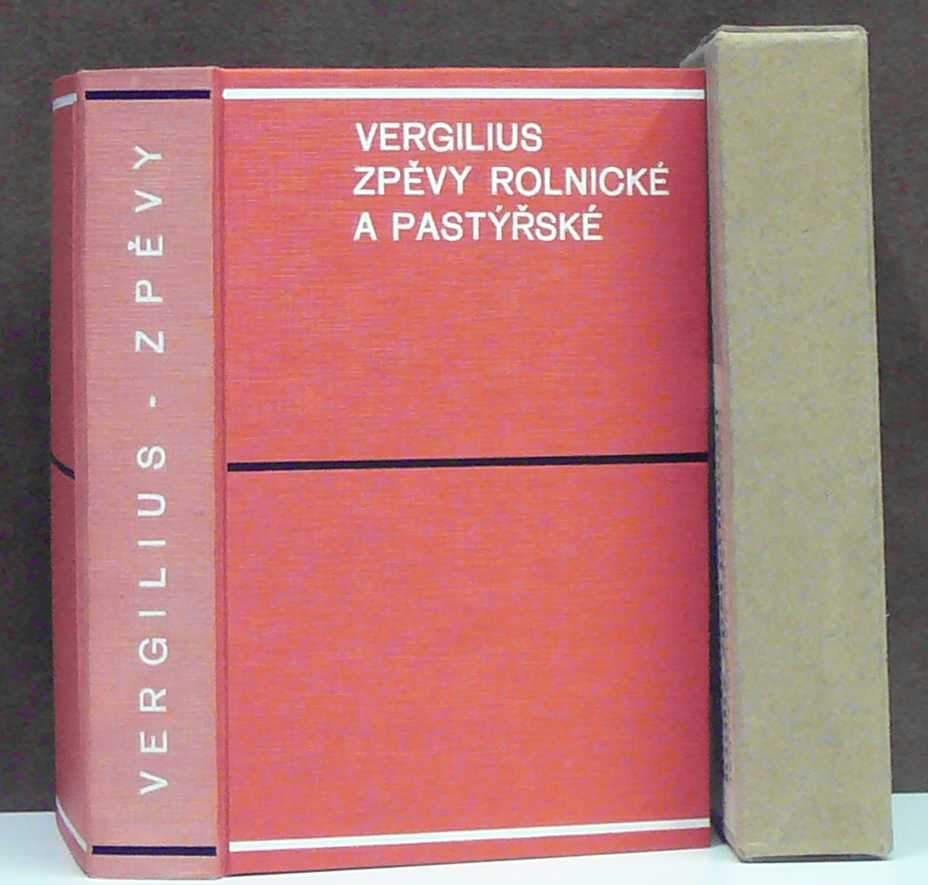 VERGILIUS - ZPĚVY
VERGILIUS
ZPĚVY ROLNICKÉ
A PASTÝŘSKÉ